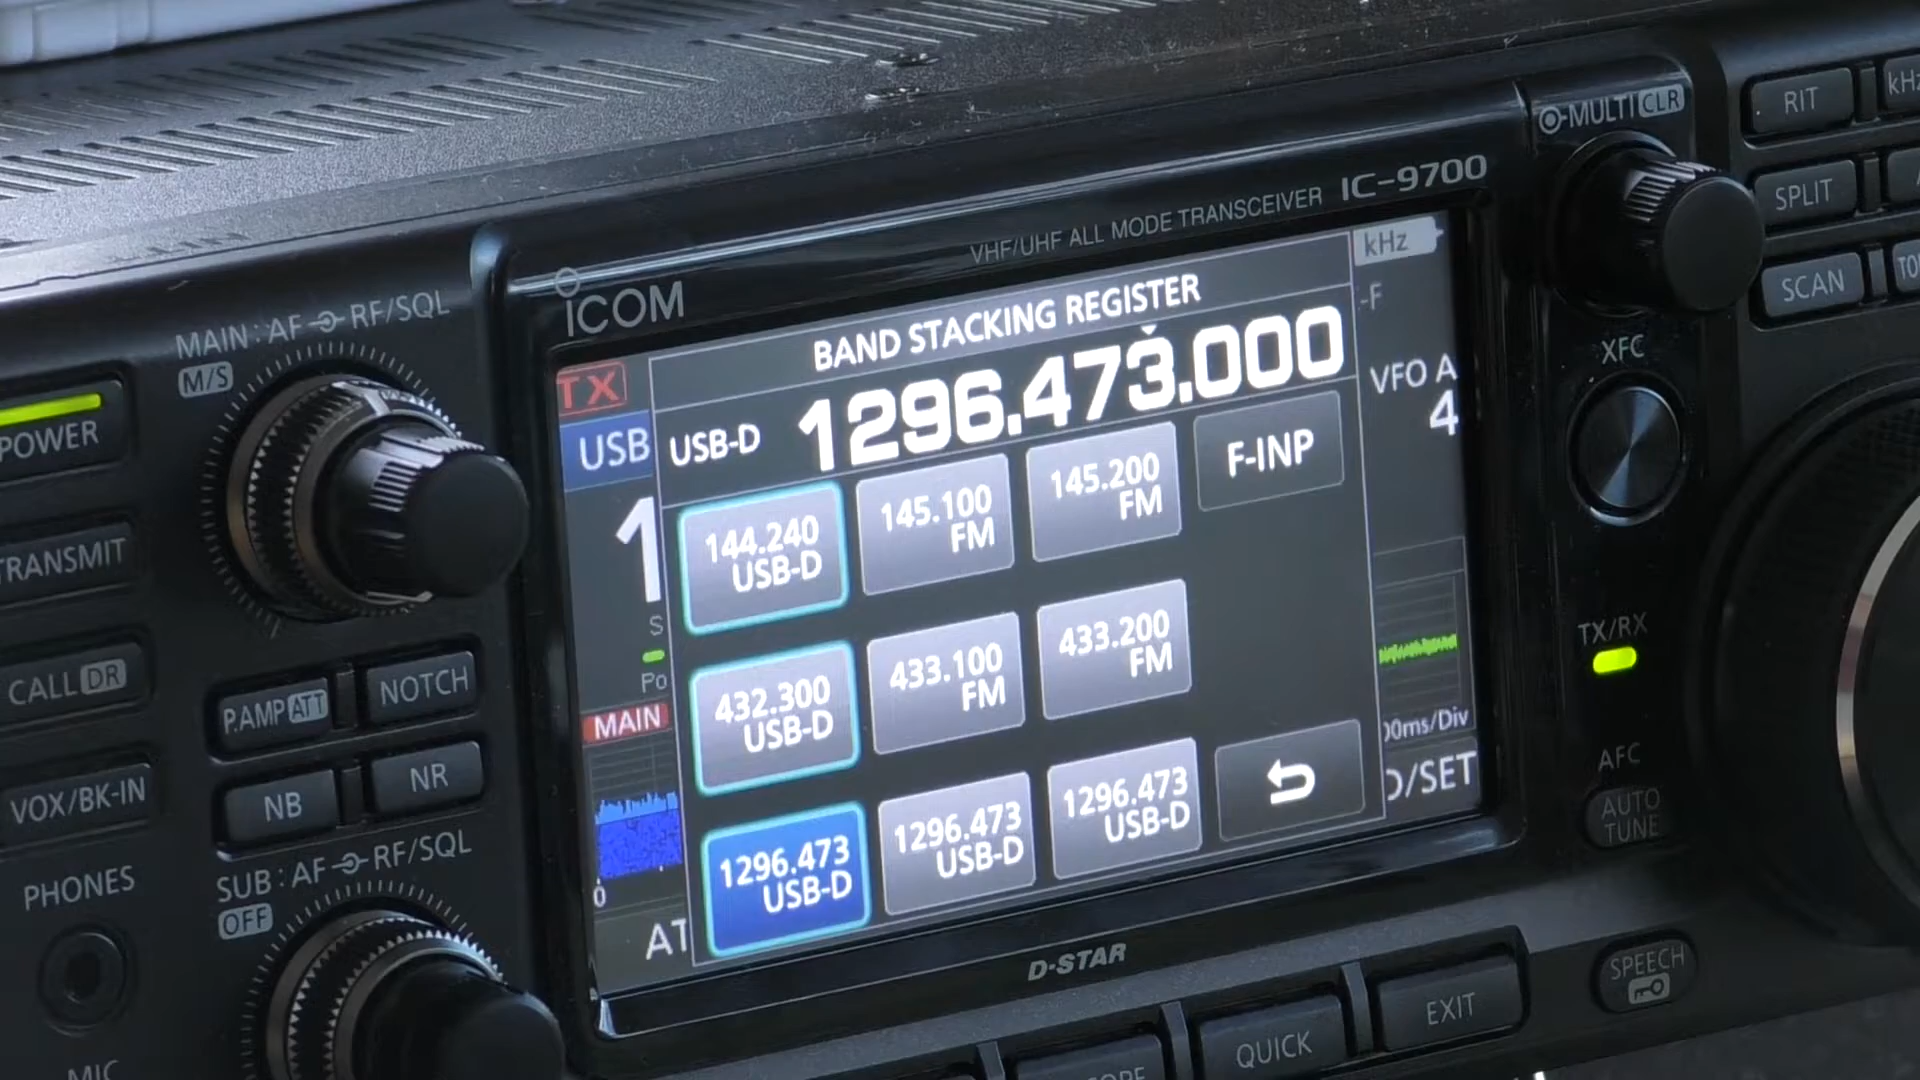 MULTI CLR
RIT
kHz
SPLIT
SCAN
VHF/UHF ALL MODE TRANSCEIVER IC-9700
ICOM
MAIN : AF RF/SQL
M/S
POWER
TRANSMIT
CALL DR
VOX/BK-IN
PHONES
MIC
P.AMP ATT
NOTCH
NB
NR
SUB : AF RF/SQL
OFF
BAND STACKING REGISTER
kHz
TX
USB
USB-D 1296.473.000
-F
VFO A
4
1
144.240
USB-D
145.100
FM
145.200
FM
F-INP
S
Po
MAIN
432.300
USB-D
433.100
FM
433.200
FM
00ms/Div
0
1296.473
USB-D
1296.473
USB-D
1296.473
USB-D
D/SET
AT
D-STAR
XFC
TX/RX
AFC
AUTO
TUNE
SPEECH
QUICK
EXIT